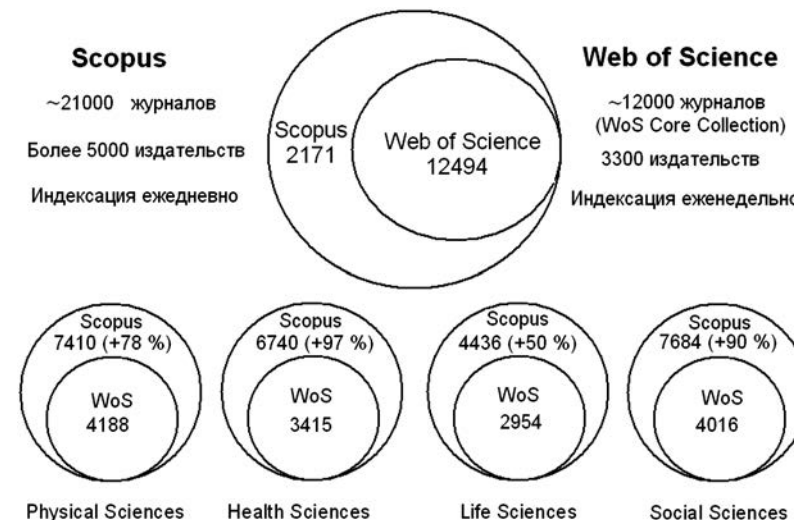 Scopus
~21000 журналов
Более 5000 издательств
Индексация ежедневно
Scopus
2171
Web of Science
12494
Web of Science
~12000 журналов
(WoS Core Collection)
3300 издательств
Индексация еженедельно
Scopus
7410 (+78 %)
WoS
4188
Physical Sciences
Scopus
6740 (+97 %)
WoS
3415
Health Sciences
Scopus
4436 (+50 %)
WoS
2954
Life Sciences
Scopus
7684 (+90 %)
WoS
4016
Social Sciences